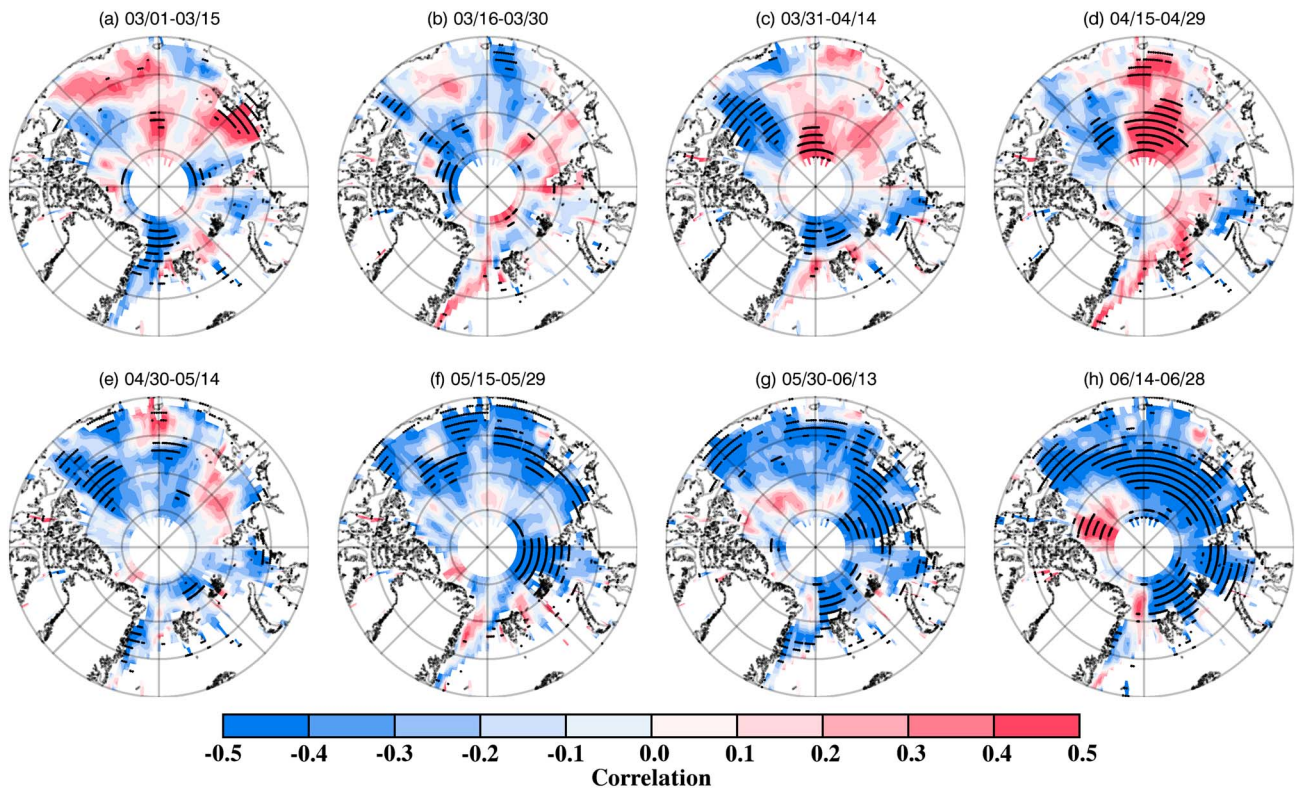 (a) 03/01-03/15
(b) 03/16-03/30
(c) 03/31-04/14
(d) 04/15-04/29
(e) 04/30-05/14
(f) 05/15-05/29
(g) 05/30-06/13
(h) 06/14-06/28
-0.5 -0.4 -0.3 -0.2 -0.1 0.0 0.1 0.2 0.3 0.4 0.5
Correlation